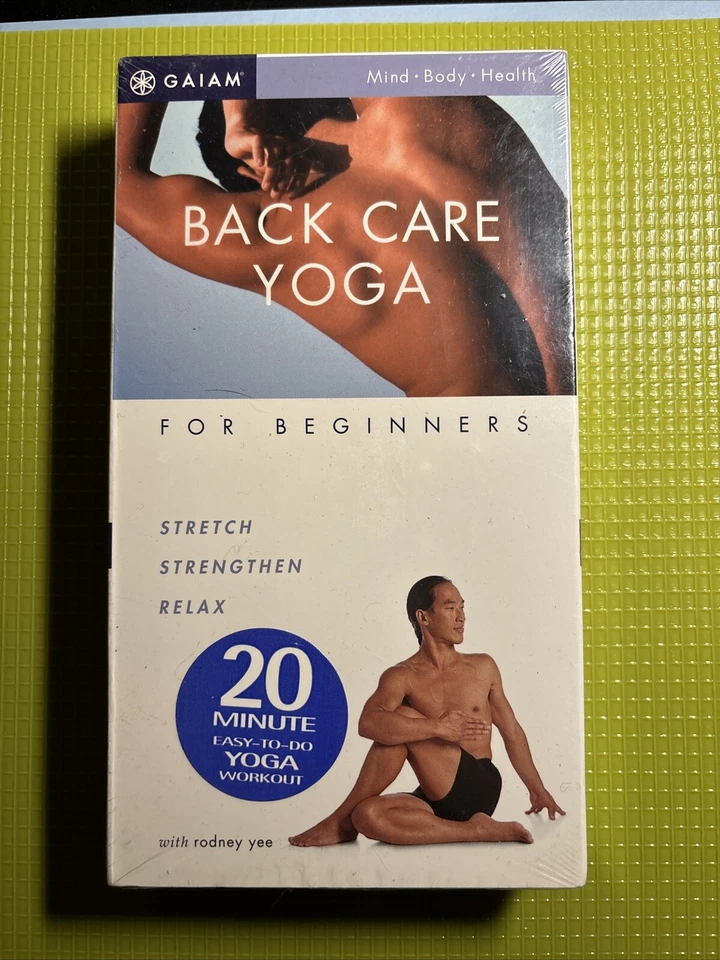 GAIAM®
Mind · Body · Health
BACK CARE
YOGA
FOR BEGINNERS
STRETCH
STRENGTHEN
RELAX
20
MINUTE
EASY-TO-DO
YOGA
WORKOUT
with rodney yee